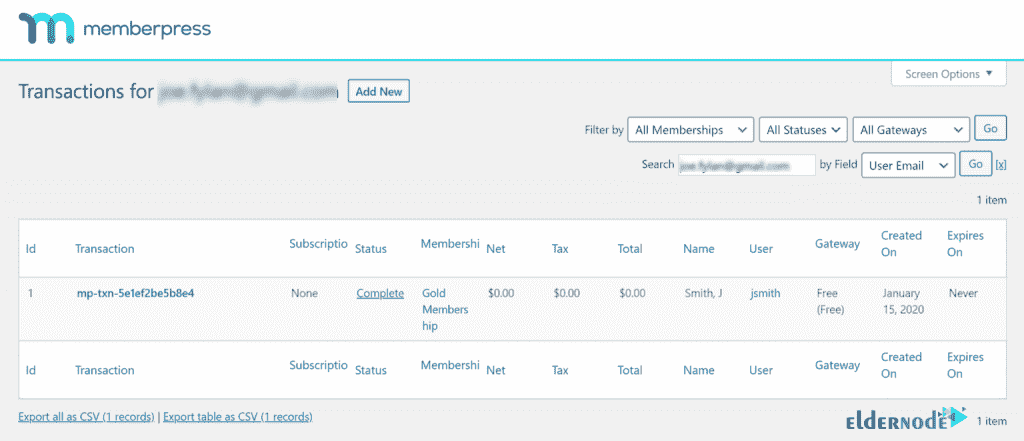 memberpress
Screen Options
Transactions for Add New
Filter by All Memberships All Statuses All Gateways Go
Search by Field User Email Go [x]
1 item
Id Transaction Subscriptio Status Membershi Net Tax Total Name User Gateway Created On Expires On
1 mp-txn-5e1ef2be5b8e4 None Complete Gold $0.00 $0.00 $0.00 Smith, J jsmith Free January Never
Members (Free) 15, 2020
hip
Id Transaction Subscriptio Status Membershi Net Tax Total Name User Gateway Created On Expires On
Export all as CSV (1 records) | Export table as CSV (1 records)
ELDERNODE 1 item